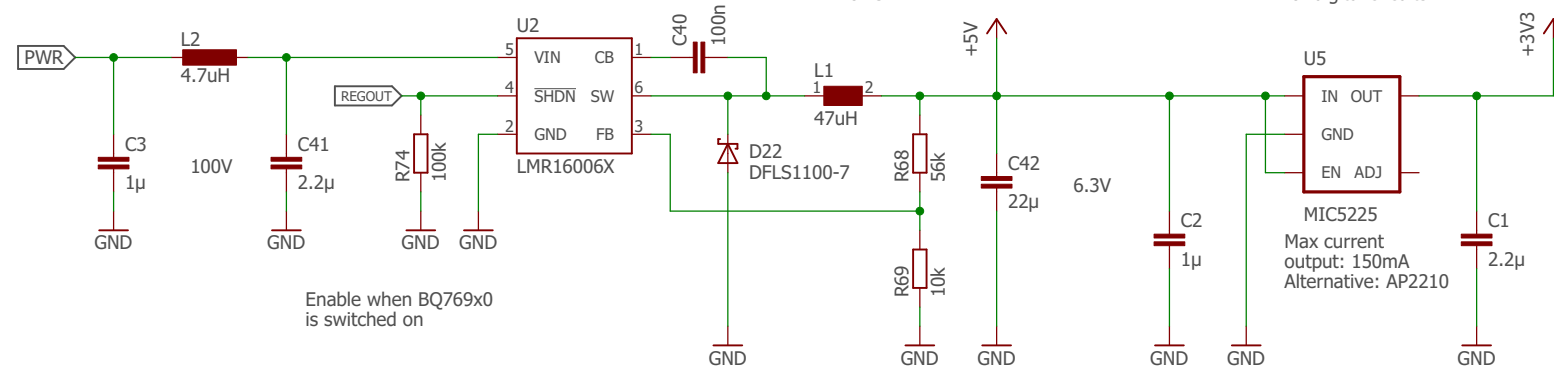 PWR
L2
4.7uH
C3
1µ
GND
100V
C41
2.2µ
GND
REGOUT
R74
100k
GND
GND
Enable when BQ769x0
is switched on
U2
5 VIN CB 1
4 SHDN SW 6
2 GND FB 3
LMR16006X
C40
100n
D22
DFLS1100-7
GND
1 L1 2
47uH
R68
56k
R69
10k
GND
+5V
C42
22µ
GND
6.3V
C2
1µ
GND
GND
U5
IN OUT
GND
EN ADJ
MIC5225
Max current
output: 150mA
Alternative: AP2210
+3V3
C1
2.2µ
GND